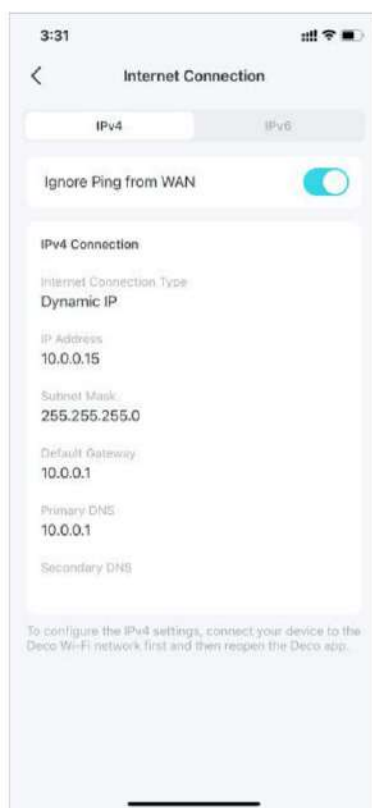 3:31
Internet Connection
IPv4
IPv6
Ignore Ping from WAN
IPv4 Connection
Internet Connection Type
Dynamic IP
IP Address
10.0.0.15
Subnet Mask
255.255.255.0
Default Gateway
10.0.0.1
Primary DNS
10.0.0.1
Secondary DNS
To configure the IPv4 settings, connect your device to the
Deco Wi-Fi network first and then reopen the Deco app.